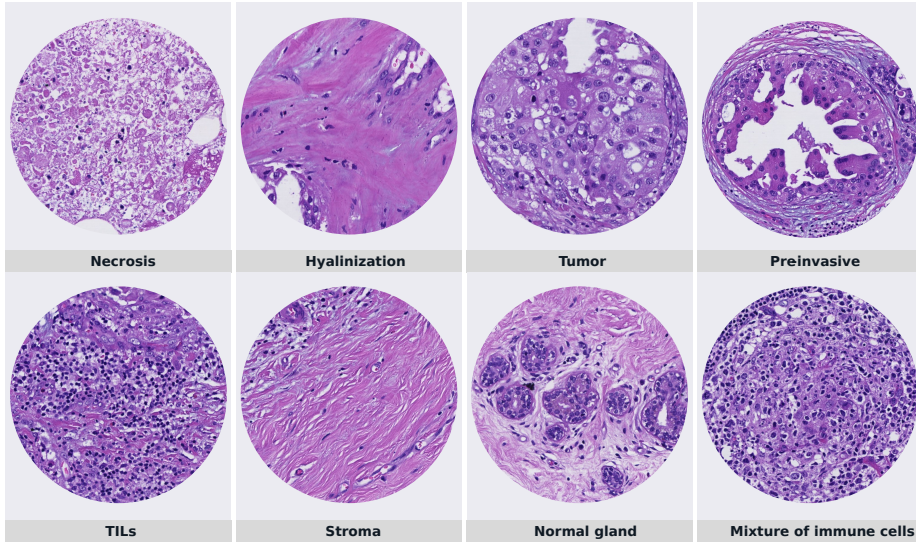 Necrosis
Hyalinization
Tumor
Preinvasive
TILs
Stroma
Normal gland
Mixture of immune cells